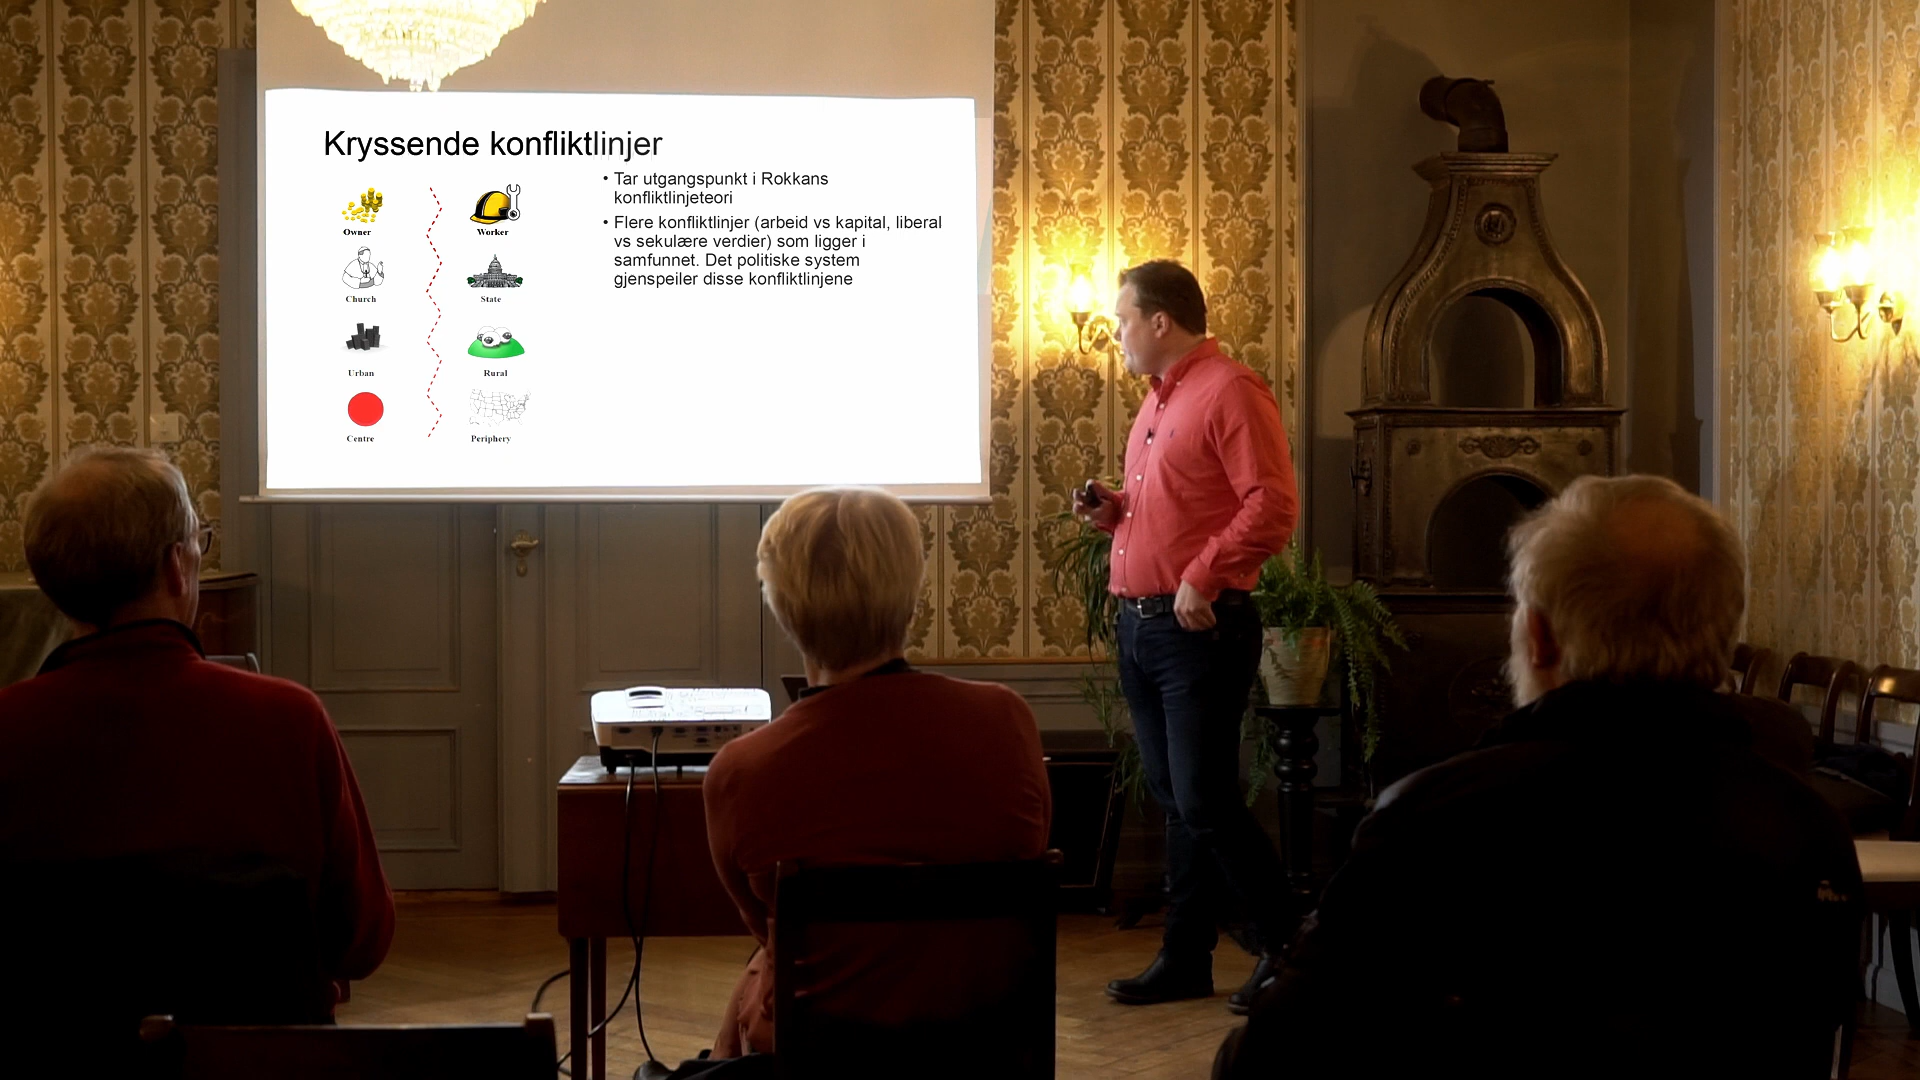 Kryssende konfliktlinjer
• Tar utgangspunkt i Rokkans
konfliktlinjeteori
• Flere konfliktlinjer (arbeid vs kapital, liberal
vs sekulære verdier) som ligger i
samfunnet. Det politiske system
gjenspeiler disse konfliktlinjene
Owner
Worker
Church
State
Urban
Rural
Centre
Periphery